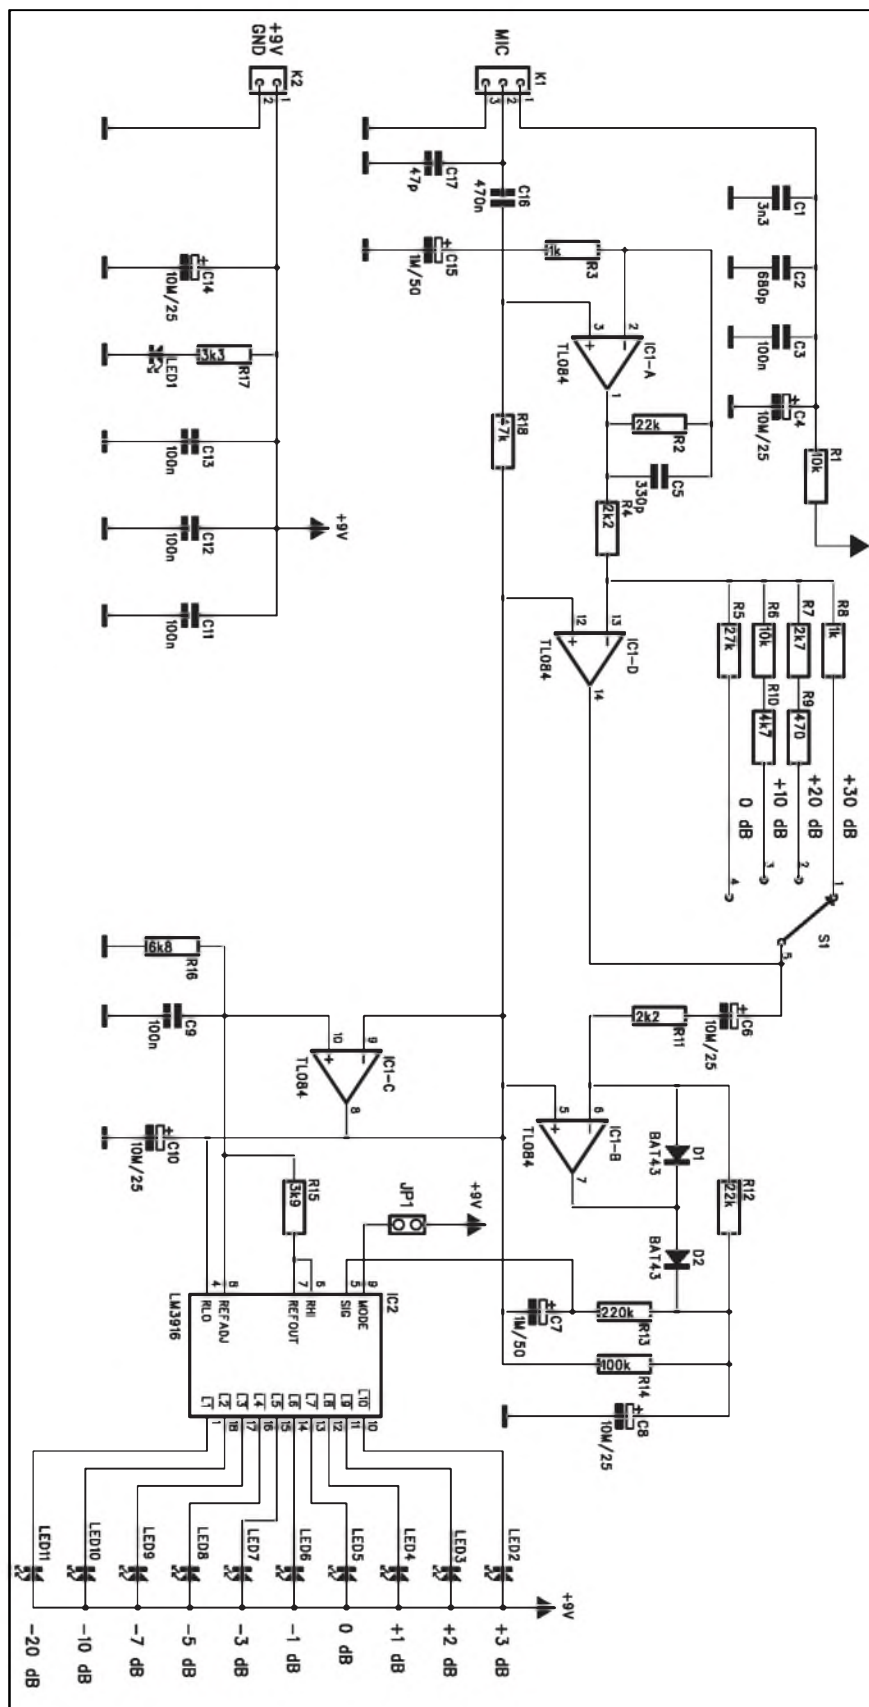 +9V
GND
K2
1
2
MIC
K1
1
2
3
C17
47p
C16
470n
C1
3n3
C2
680p
C3
100n
C4
10M/25
R1
10k
C15
1M/50
R3
1k
3
2
IC1-A
TL084
1
R2
22k
C5
330p
R4
2k2
R18
47k
C14
10M/25
R17
3k3
LED1
C13
100n
C12
100n
C11
100n
+9V
12
13
IC1-D
TL084
14
R5
27k
R6
10k
R7
2k7
R8
1k
R10
4k7
R9
470
+30 dB
+20 dB
+10 dB
0 dB
1
2
3
4
5
S1
C6
10M/25
R11
2k2
R16
6k8
C9
100n
10
9
IC1-C
TL084
8
C10
10M/25
5
6
IC1-B
TL084
7
D1
BAT43
D2
BAT43
R12
22k
R15
3k9
JP1
+9V
C7
1M/50
R13
220k
R14
100k
C8
10M/25
IC2
LM3916
4
8
7
6
5
9
RLO
REFADJ
REFOUT
RHI
SIG
MODE
L1
L2
L3
L4
L5
L6
L7
L8
L9
L10
1
18
17
16
15
14
13
12
11
10
LED11
LED10
LED9
LED8
LED7
LED6
LED5
LED4
LED3
LED2
+9V
-20 dB
-10 dB
-7 dB
-5 dB
-3 dB
-1 dB
0 dB
+1 dB
+2 dB
+3 dB